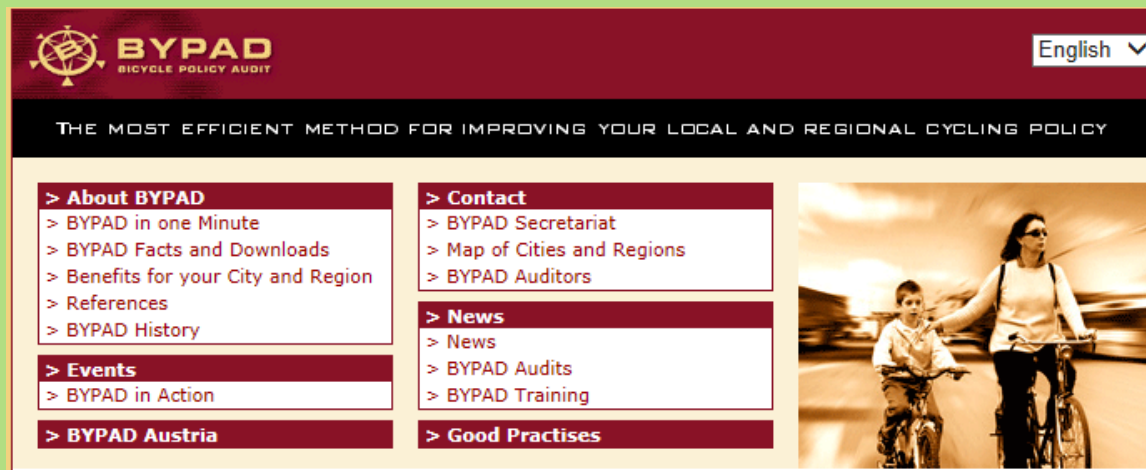 BYPAD
BICYCLE POLICY AUDIT
English
THE MOST EFFICIENT METHOD FOR IMPROVING YOUR LOCAL AND REGIONAL CYCLING POLICY
> About BYPAD
> BYPAD in one Minute
> BYPAD Facts and Downloads
> Benefits for your City and Region
> References
> BYPAD History
> Events
> BYPAD in Action
> BYPAD Austria
> Contact
> BYPAD Secretariat
> Map of Cities and Regions
> BYPAD Auditors
> News
> News
> BYPAD Audits
> BYPAD Training
> Good Practises